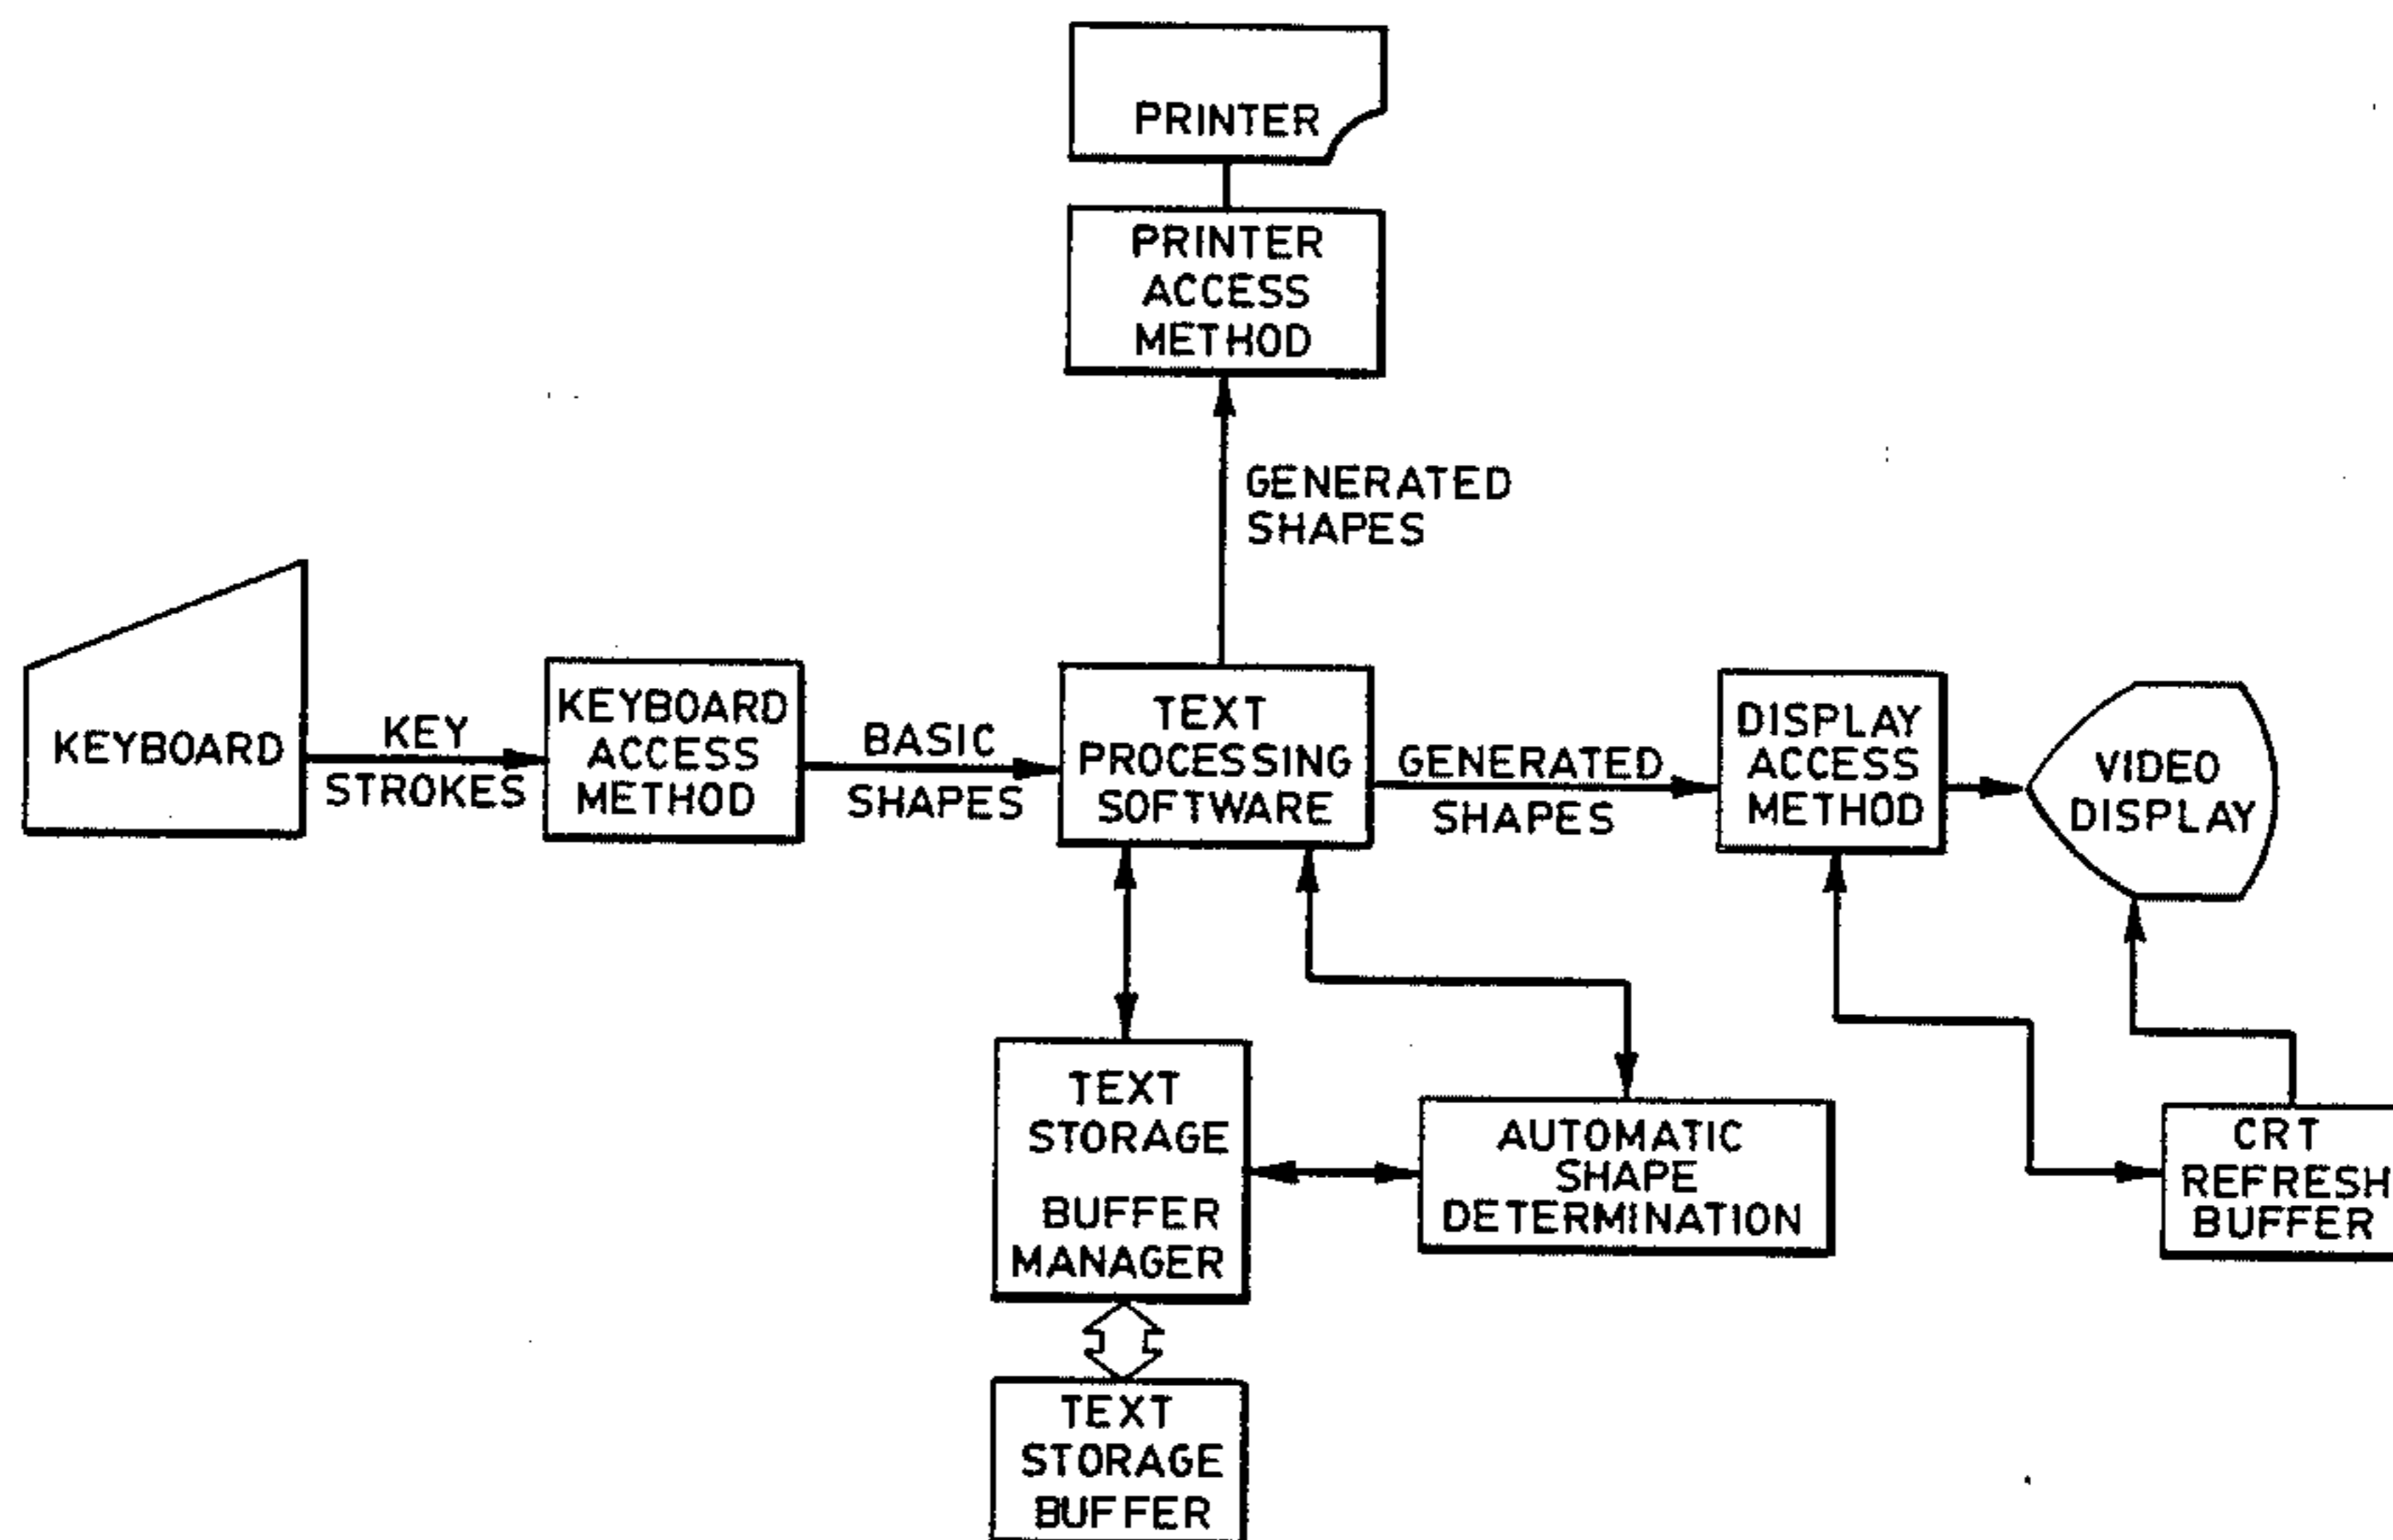 PRINTER
PRINTER
ACCESS
METHOD
GENERATED
SHAPES
KEYBOARD
KEY
STROKES
KEYBOARD
ACCESS
METHOD
BASIC
SHAPES
TEXT
PROCESSING
SOFTWARE
GENERATED
SHAPES
DISPLAY
ACCESS
METHOD
VIDEO
DISPLAY
TEXT
STORAGE
BUFFER
MANAGER
AUTOMATIC
SHAPE
DETERMINATION
CRT
REFRESH
BUFFER
TEXT
STORAGE
BUFFER